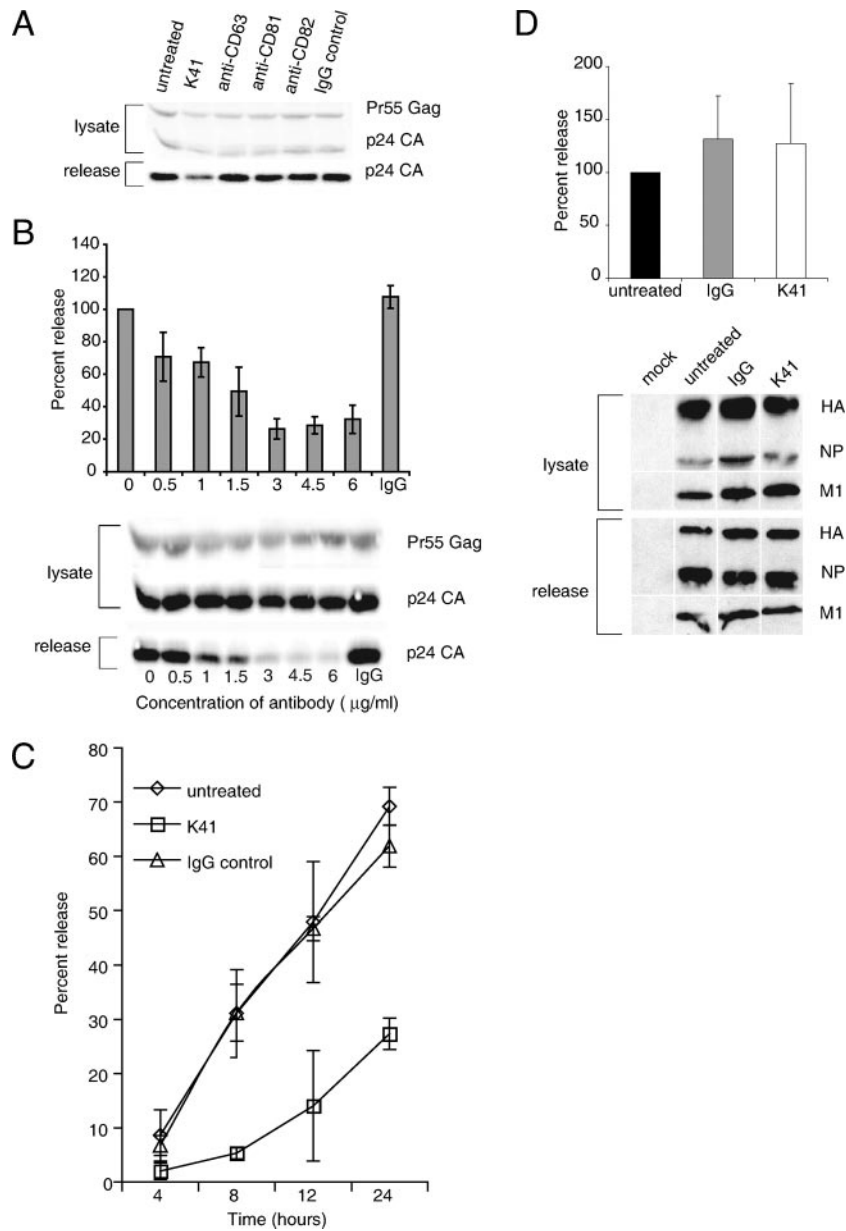 A
untreated
K41
anti-CD63
anti-CD81
anti-CD82
IgG control
lysate
Pr55 Gag
p24 CA
release
p24 CA
B
Percent release
140
120
100
80
60
40
20
0
0 0.5 1 1.5 3 4.5 6 IgG
lysate
Pr55 Gag
p24 CA
release
p24 CA
0 0.5 1 1.5 3 4.5 6 IgG
Concentration of antibody ( μg/ml)
C
Percent release
80
70
60
50
40
30
20
10
0
untreated
K41
IgG control
4 8 12 24
Time (hours)
D
Percent release
200
150
100
50
0
untreated IgG K41
mock
untreated
IgG
K41
lysate
HA
NP
M1
release
HA
NP
M1